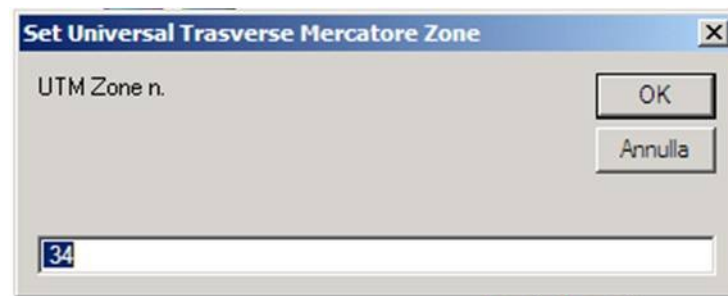 Set Universal Trasverse Mercatore Zone
UTM Zone n.
OK
Annulla
34